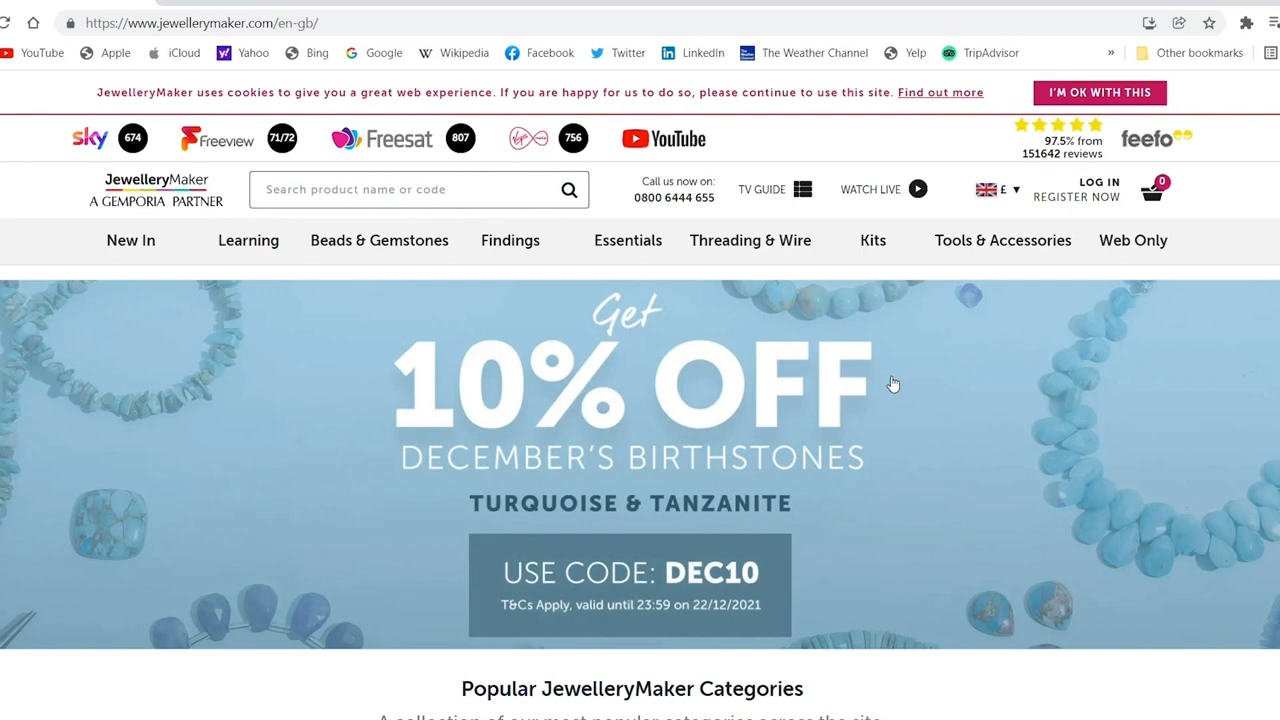 https://www.jewellerymaker.com/en-gb/
YouTube Apple iCloud Yahoo Bing Google Wikipedia Facebook Twitter LinkedIn The Weather Channel Yelp TripAdvisor » Other bookmarks
JewelleryMaker uses cookies to give you a great web experience. If you are happy for us to do so, please continue to use this site. Find out more I'M OK WITH THIS
sky 674 Freeview 71/72 Freesat 807 756 YouTube
97.5% from
151642 reviews
feefo
JewelleryMaker
A GEMPORIA PARTNER
Search product name or code
Call us now on:
0800 6444 655
TV GUIDE WATCH LIVE £ ▼
LOG IN
REGISTER NOW
0
New In Learning Beads & Gemstones Findings Essentials Threading & Wire Kits Tools & Accessories Web Only
Get
10% OFF
DECEMBER'S BIRTHSTONES
TURQUOISE & TANZANITE
USE CODE: DEC10
T&Cs Apply, valid until 23:59 on 22/12/2021
Popular JewelleryMaker Categories
A collection of our most popular categories across the site